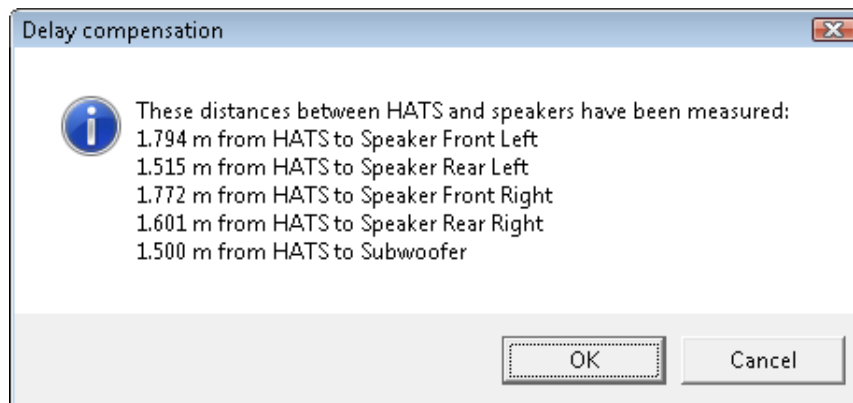 Delay compensation
These distances between HATS and speakers have been measured:
1.794 m from HATS to Speaker Front Left
1.515 m from HATS to Speaker Rear Left
1.772 m from HATS to Speaker Front Right
1.601 m from HATS to Speaker Rear Right
1.500 m from HATS to Subwoofer
OK Cancel